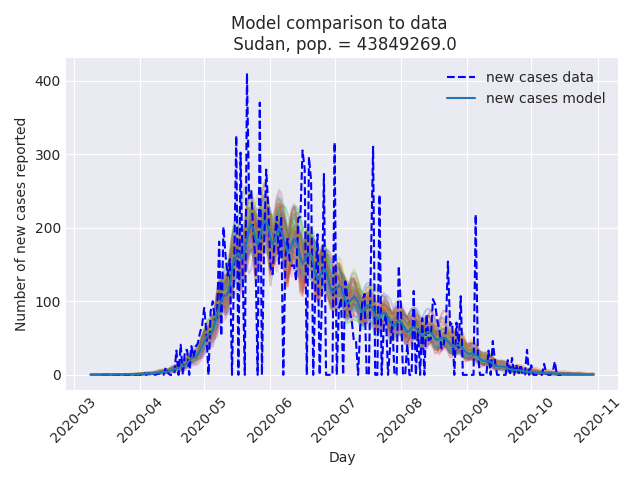 Model comparison to data
Sudan, pop. = 43849269.0
new cases data
new cases model
Number of new cases reported
400
300
200
100
0
2020-03
2020-04
2020-05
2020-06
2020-07
2020-08
2020-09
2020-10
2020-11
Day